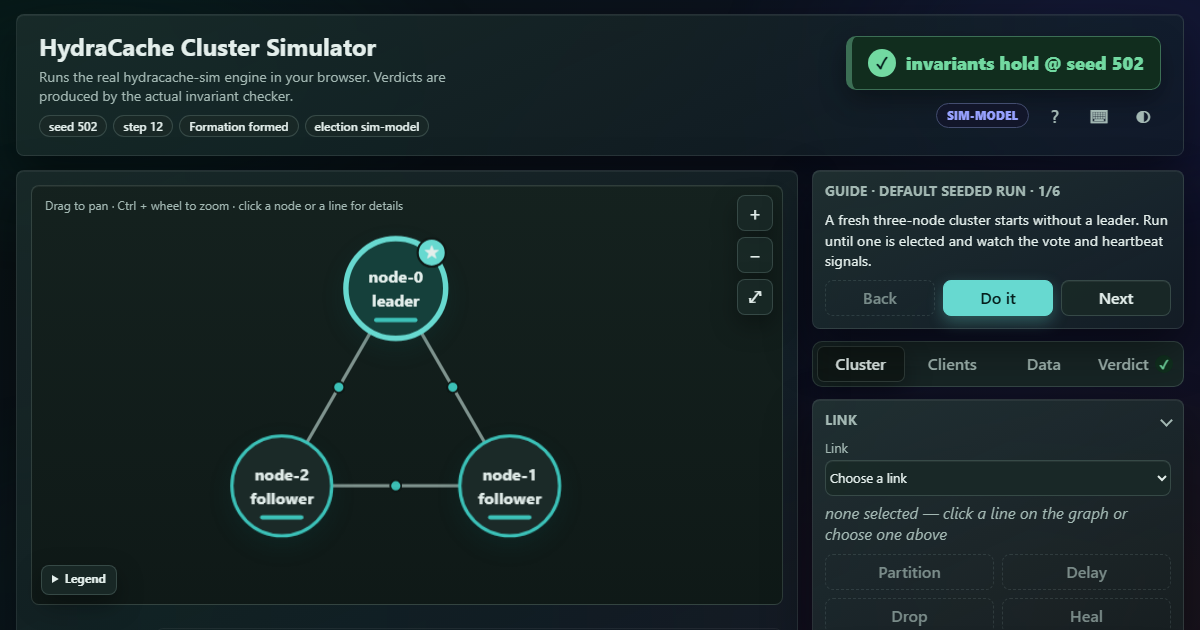 HydraCache Cluster Simulator
Runs the real hydracache-sim engine in your browser. Verdicts are
produced by the actual invariant checker.
seed 502
step 12
Formation formed
election sim-model
✓ invariants hold @ seed 502
SIM-MODEL
?
Drag to pan · Ctrl + wheel to zoom · click a node or a line for details
+
−
node-0
leader
node-2
follower
node-1
follower
Legend
GUIDE · DEFAULT SEEDED RUN · 1/6
A fresh three-node cluster starts without a leader. Run
until one is elected and watch the vote and heartbeat
signals.
Back
Do it
Next
Cluster
Clients
Data
Verdict ✓
LINK
Link
Choose a link
none selected — click a line on the graph or
choose one above
Partition
Delay
Drop
Heal